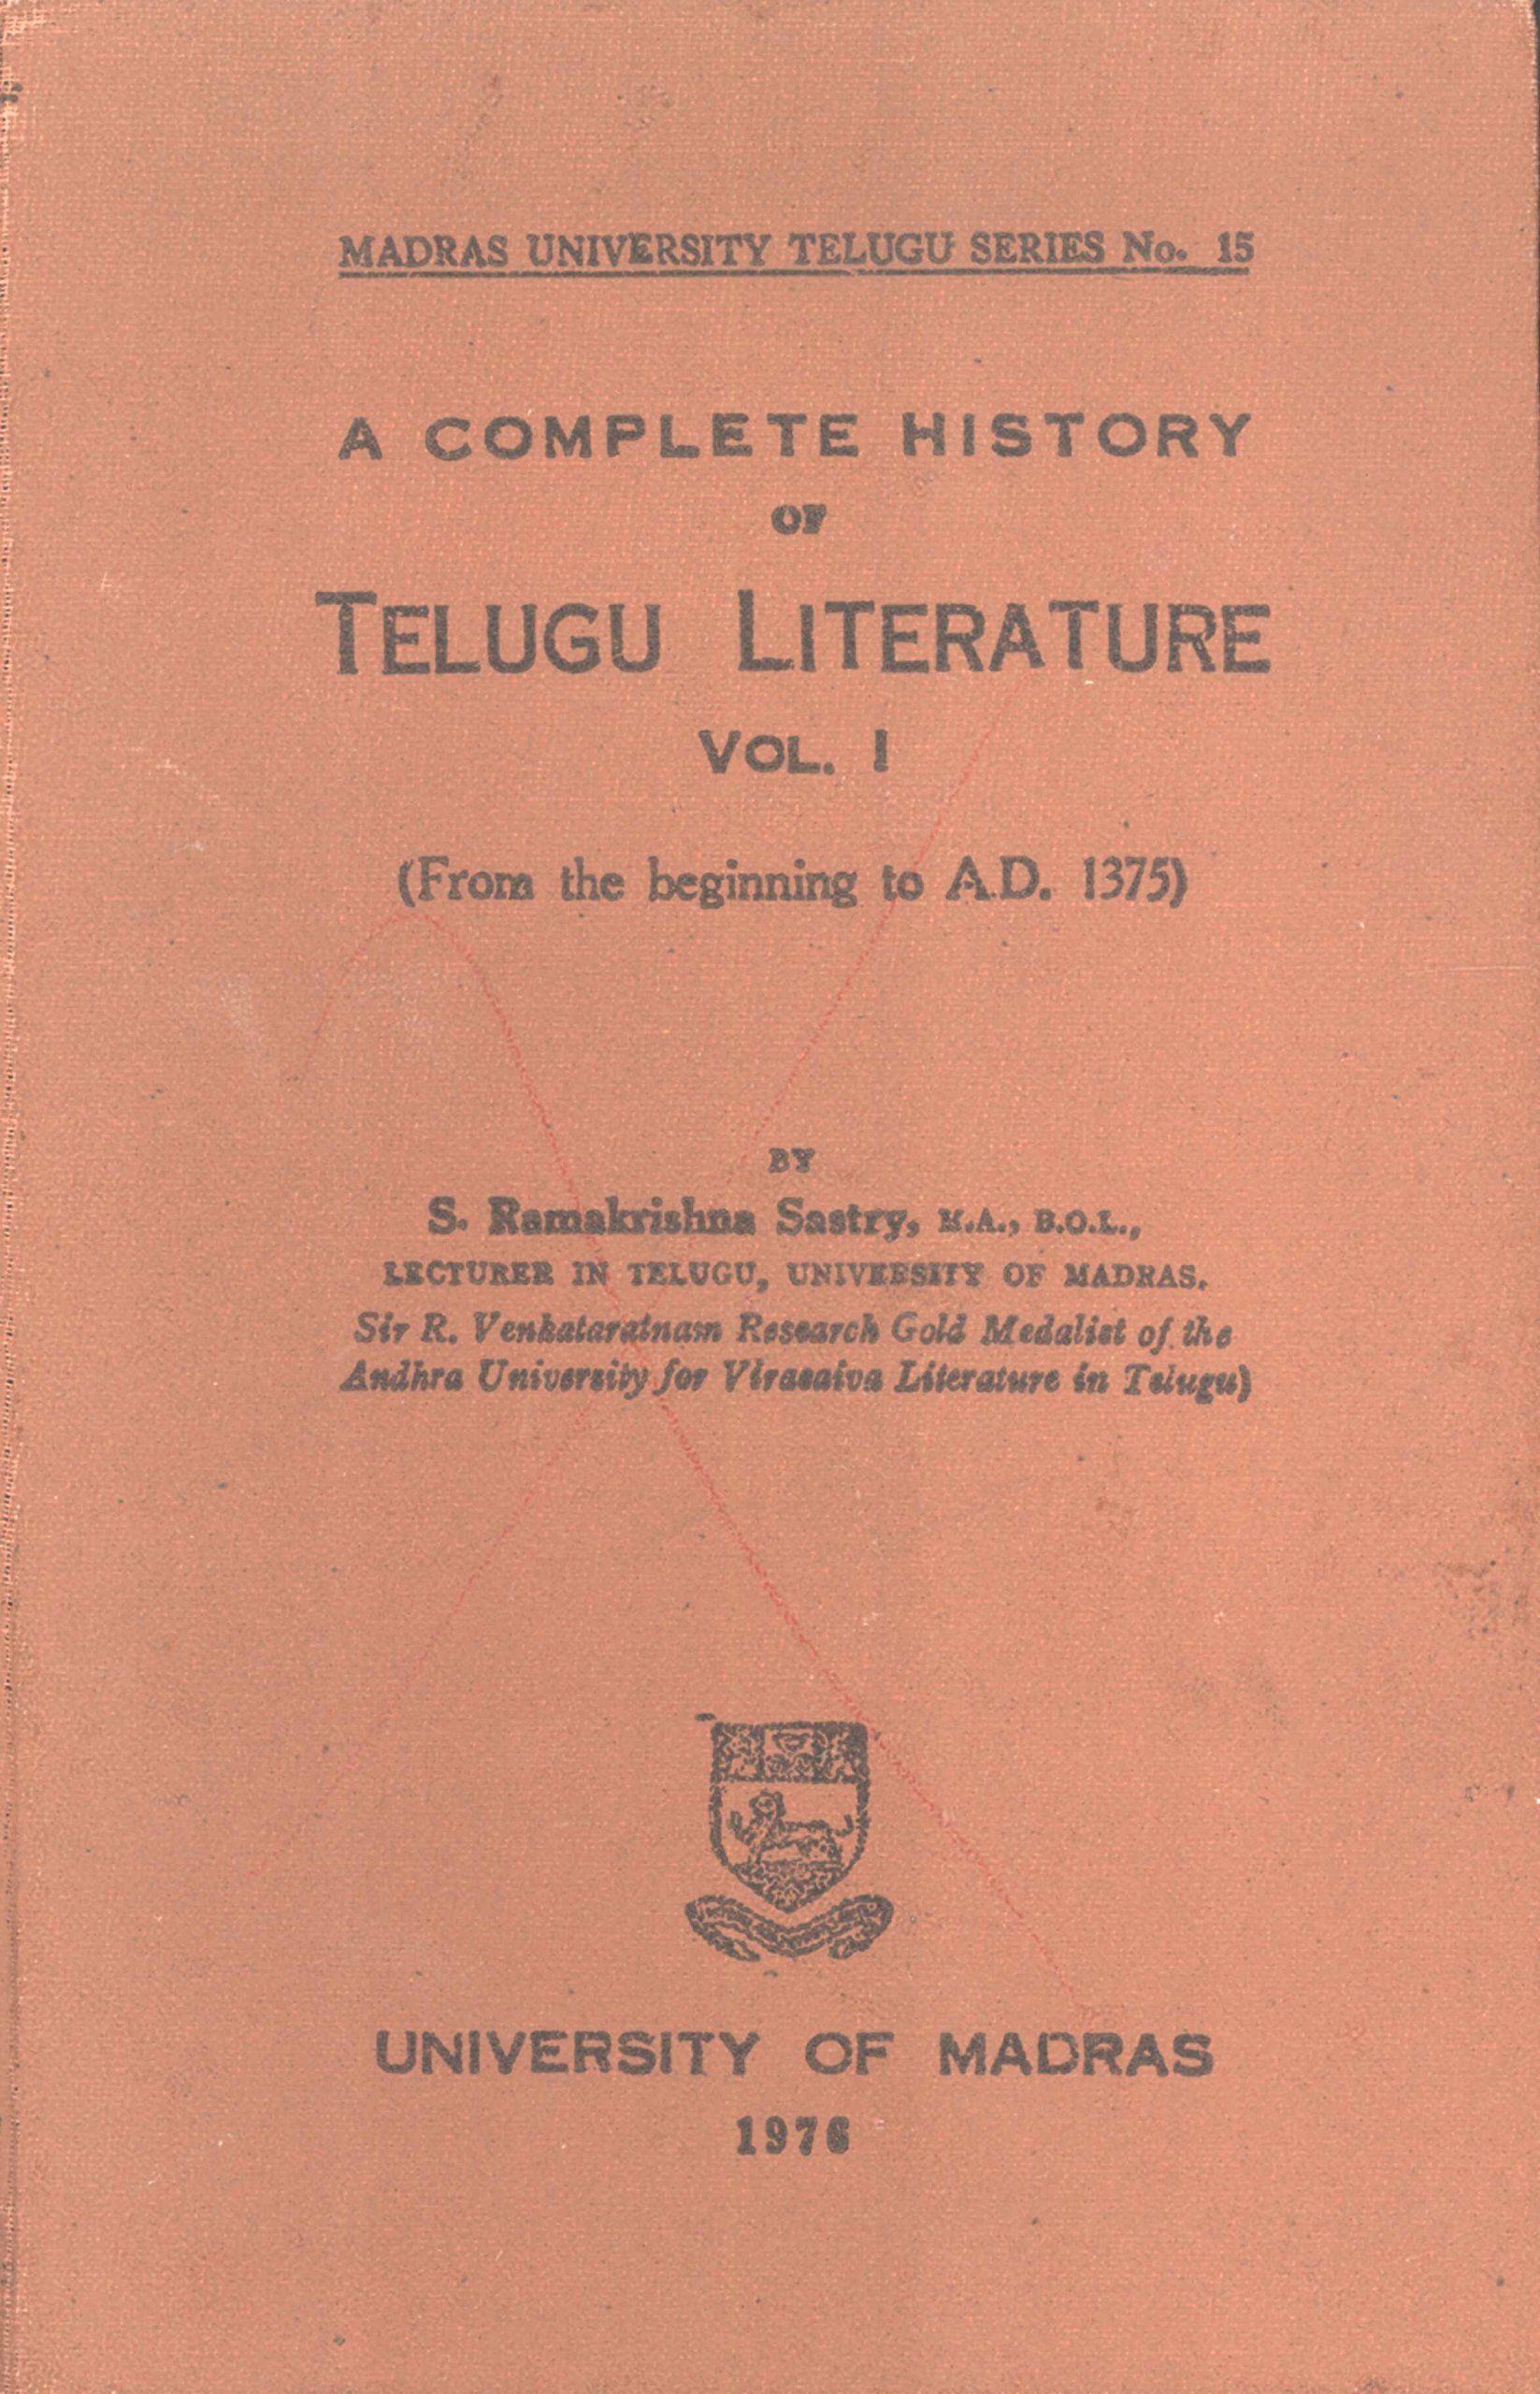 MADRAS UNIVERSITY TELUGU SERIES No. 15
A COMPLETE HISTORY
OF
TELUGU LITERATURE
VOL. I
(From the beginning to A.D. 1375)
BY
S. Ramakrishna Sastry, M.A., B.O.L.,
LECTURER IN TELUGU, UNIVERSITY OF MADRAS.
Sir R. Venkataratnam Research Gold Medalist of the
Andhra University for Virasaiva Literature in Telugu)
UNIVERSITY OF MADRAS
1976